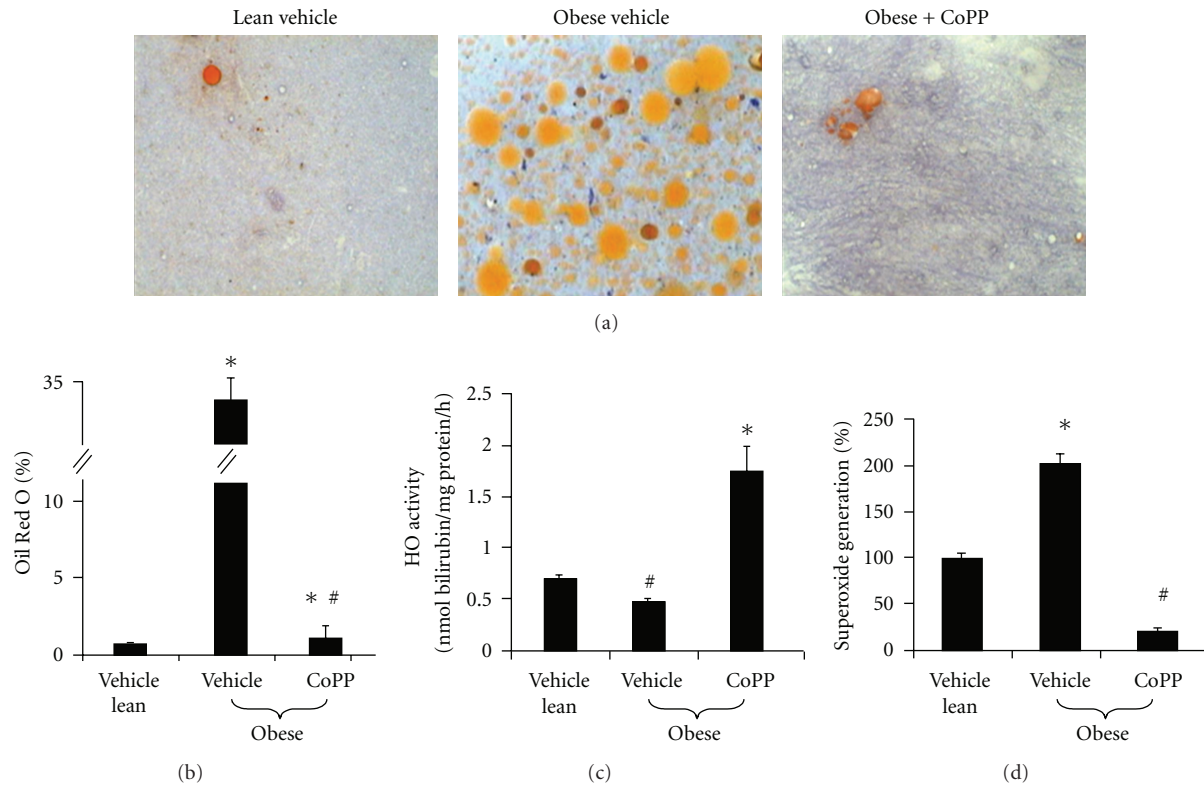 Lean vehicle
Obese vehicle
Obese + CoPP
(a)
Oil Red O (%)
35
10
5
0
*
* #
Vehicle
lean
Vehicle
CoPP
Obese
(b)
HO activity
(nmol bilirubin/mg protein/h)
2.5
2
1.5
1
0.5
0
#
*
Vehicle
lean
Vehicle
CoPP
Obese
(c)
Superoxide generation (%)
250
200
150
100
50
0
*
#
Vehicle
lean
Vehicle
CoPP
Obese
(d)